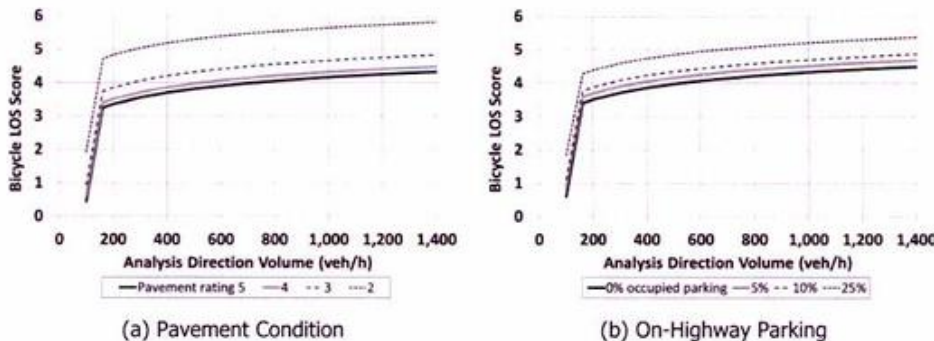 6
5
4
3
2
1
0
Bicycle LOS Score
0 200 400 600 800 1,000 1,200 1,400
Analysis Direction Volume (veh/h)
Pavement rating 5 4 3 2
(a) Pavement Condition
6
5
4
3
2
1
0
Bicycle LOS Score
0 200 400 600 800 1,000 1,200 1,400
Analysis Direction Volume (veh/h)
0% occupied parking 5% 10% 25%
(b) On-Highway Parking